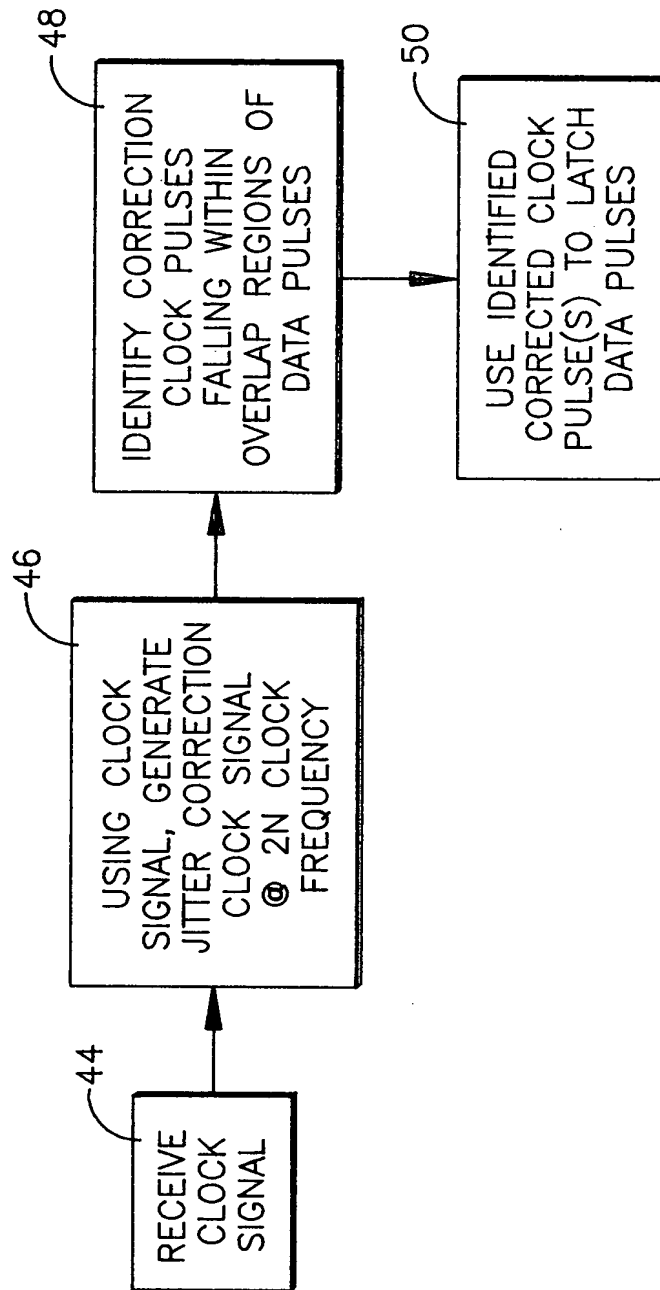 44
RECEIVE
CLOCK
SIGNAL
46
USING CLOCK
SIGNAL, GENERATE
JITTER CORRECTION
CLOCK SIGNAL
@ 2N CLOCK
FREQUENCY
48
IDENTIFY CORRECTION
CLOCK PULSES
FALLING WITHIN
OVERLAP REGIONS OF
DATA PULSES
50
USE IDENTIFIED
CORRECTED CLOCK
PULSE(S) TO LATCH
DATA PULSES